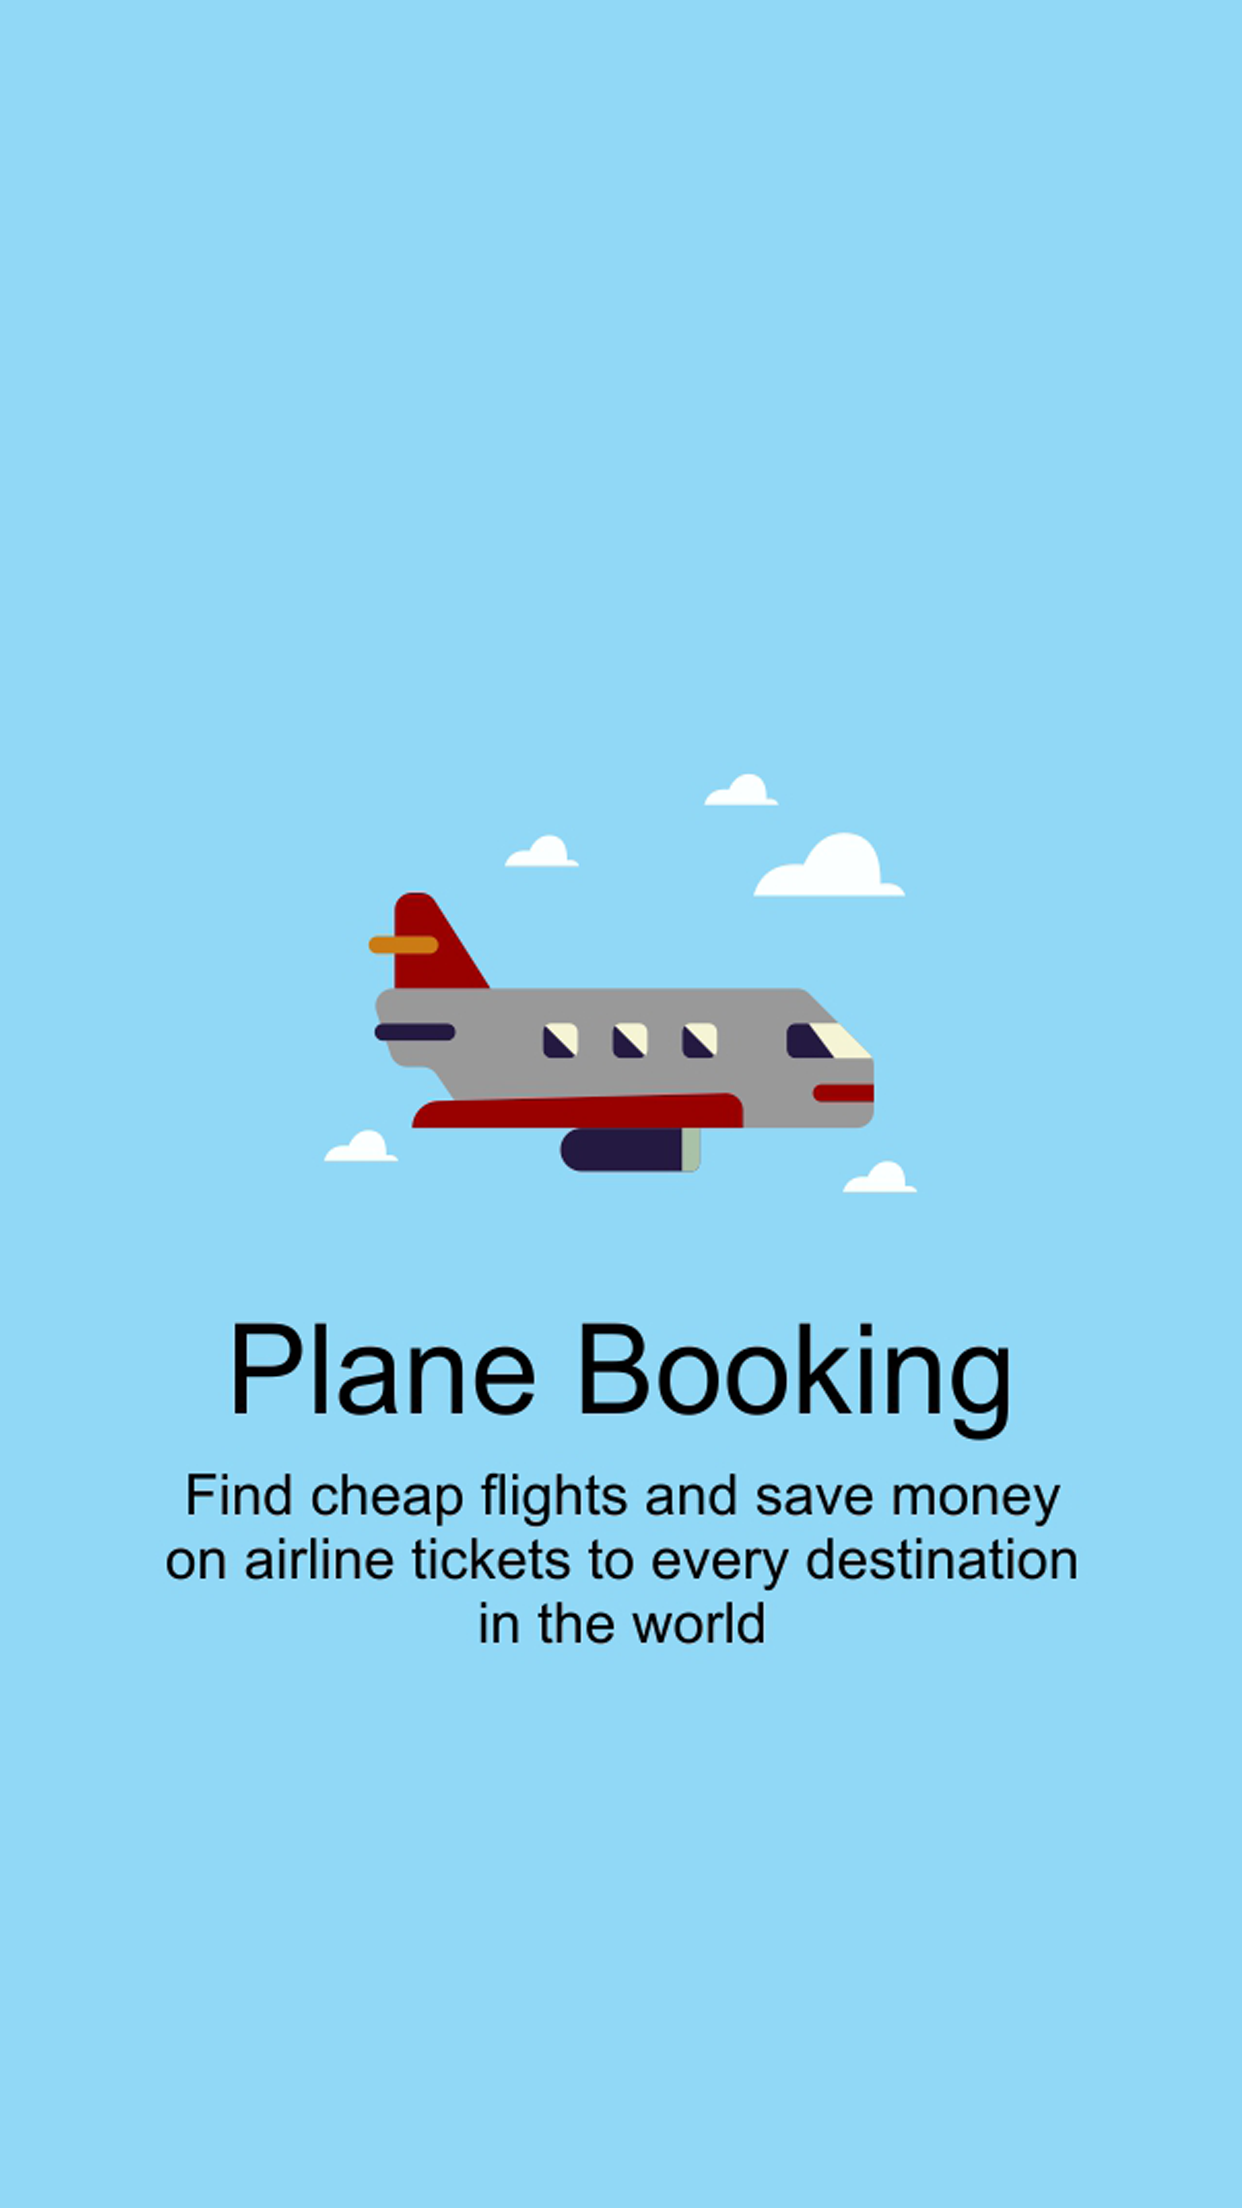 Plane Booking
Find cheap flights and save money
on airline tickets to every destination
in the world